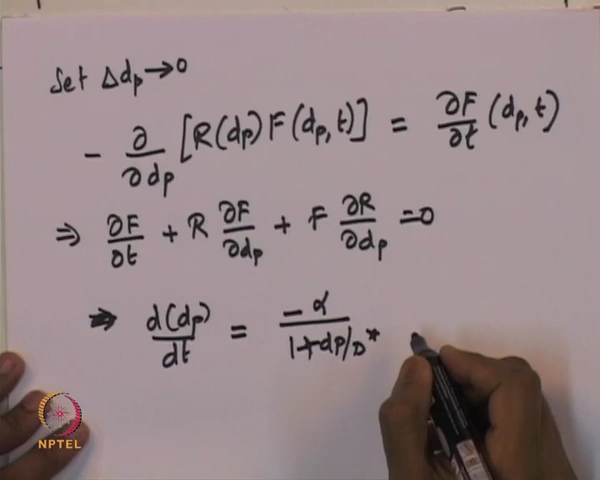 Set Δdp→0
- ∂/∂dp [R(dp)F(dp,t)] = ∂F/∂t (dp,t)
⇒ ∂F/∂t + R ∂F/∂dp + F ∂R/∂dp =0
⇒ d(dp)/dt = -α/1+dp/D*
NPTEL